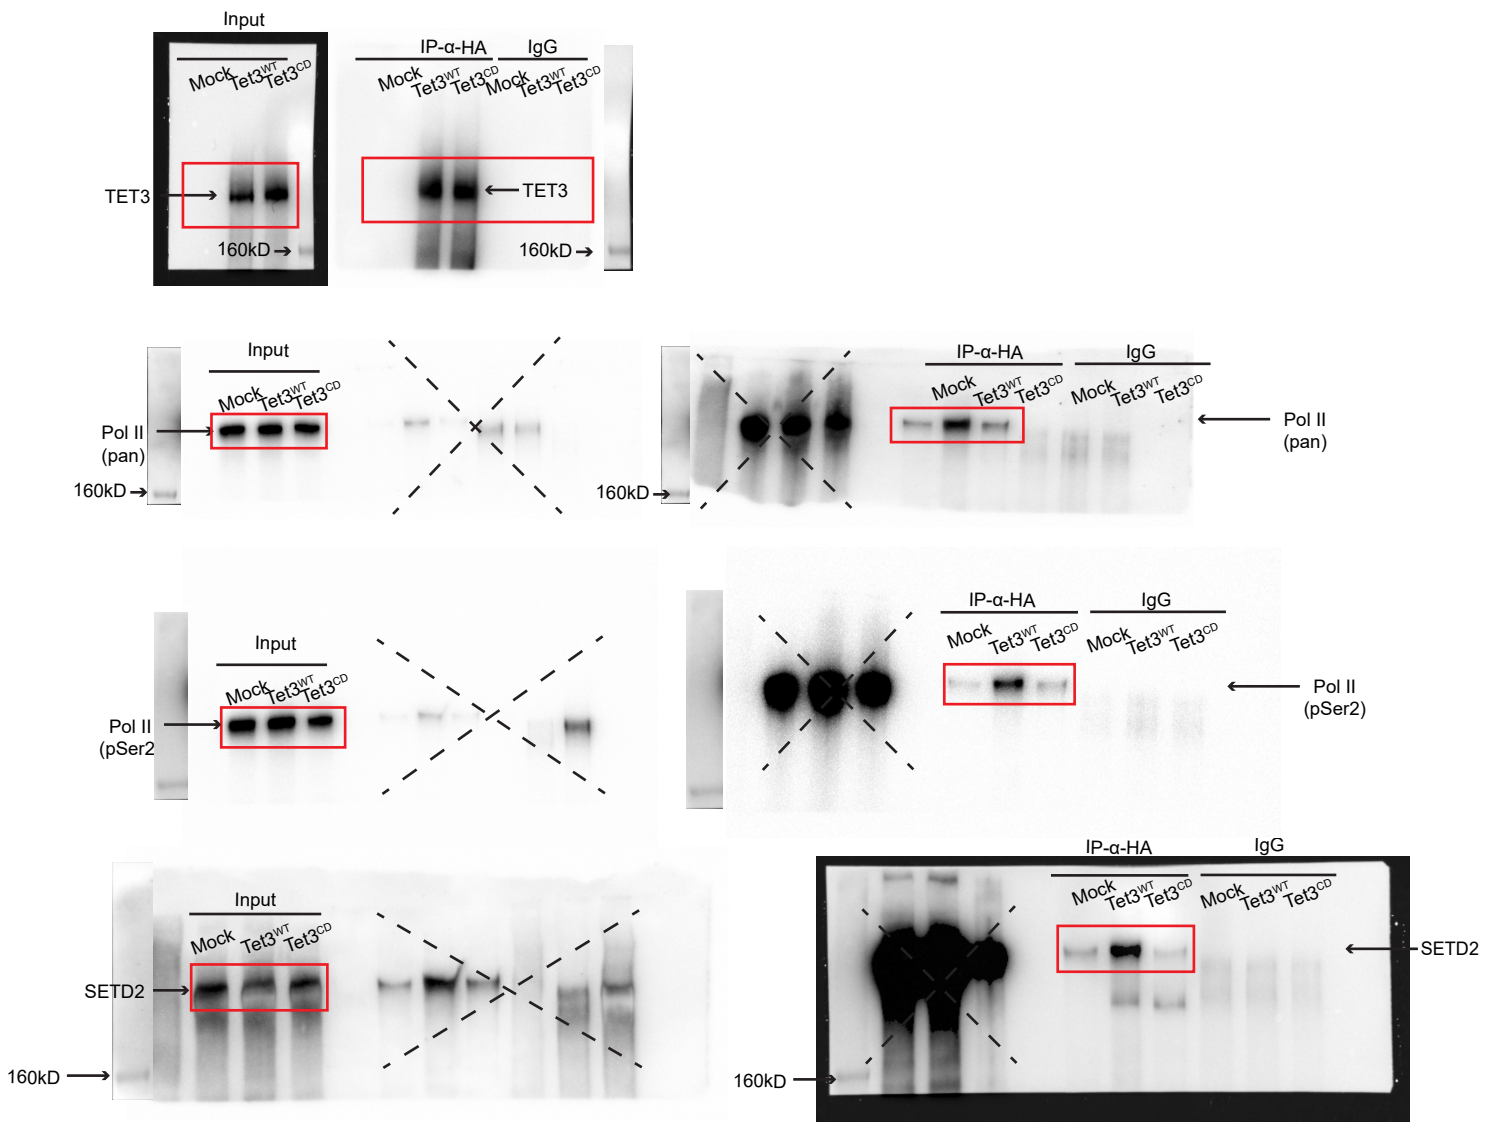 Input
Mock Tet3WT Tet3CD
TET3
160kD
IP-α-HA IgG
Mock Tet3WT Tet3CD Mock Tet3WT Tet3CD
TET3
160kD
Input
Mock Tet3WT Tet3CD
Pol II
(pan)
160kD
IP-α-HA IgG
Mock Tet3WT Tet3CD Mock Tet3WT Tet3CD
Pol II
(pan)
160kD
Input
Mock Tet3WT Tet3CD
Pol II
(pSer2
IP-α-HA IgG
Mock Tet3WT Tet3CD Mock Tet3WT Tet3CD
Pol II
(pSer2)
Input
Mock Tet3WT Tet3CD
SETD2
160kD
IP-α-HA IgG
Mock Tet3WT Tet3CD Mock Tet3WT Tet3CD
SETD2
160kD